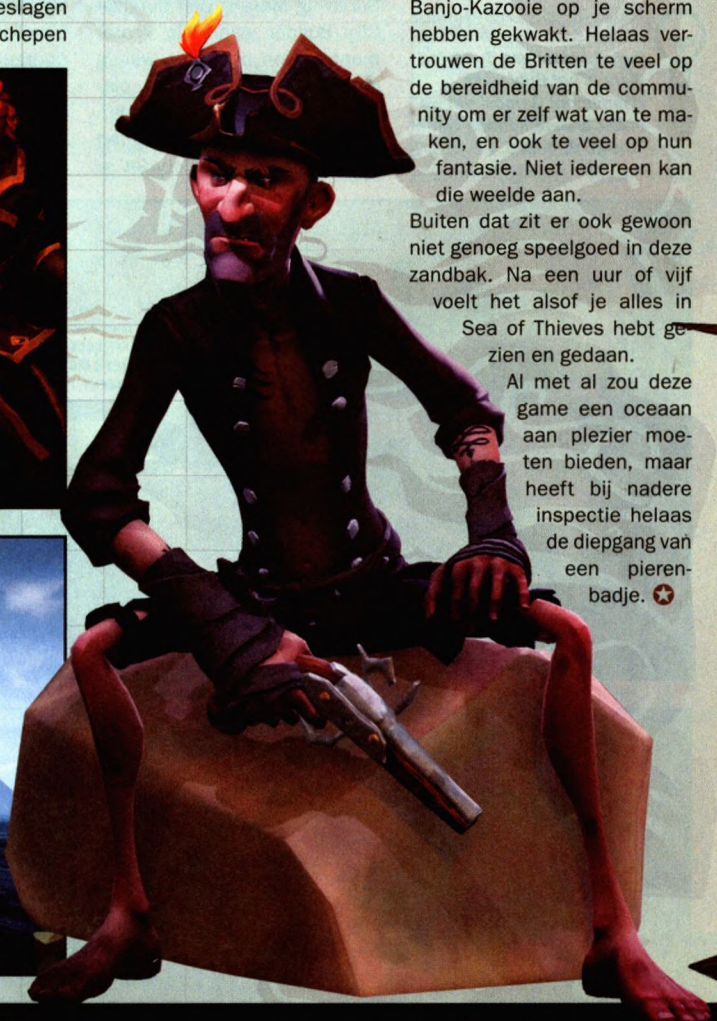 eslagen
chepen
Banjo-Kazooie op je scherm
hebben gekwakt. Helaas ver-
trouwen de Britten te veel op
de bereidheid van de commu-
nity om er zelf wat van te ma-
ken, en ook te veel op hun
fantasie. Niet iedereen kan
die weelde aan.
Buiten dat zit er ook gewoon
niet genoeg speelgoed in deze
zandbak. Na een uur of vijf
voelt het alsof je alles in
Sea of Thieves hebt ge-
zien en gedaan.
Al met al zou deze
game een oceaan
aan plezier moe-
ten bieden, maar
heeft bij nadere
inspectie helaas
de diepgang van
een pieren-
badje.